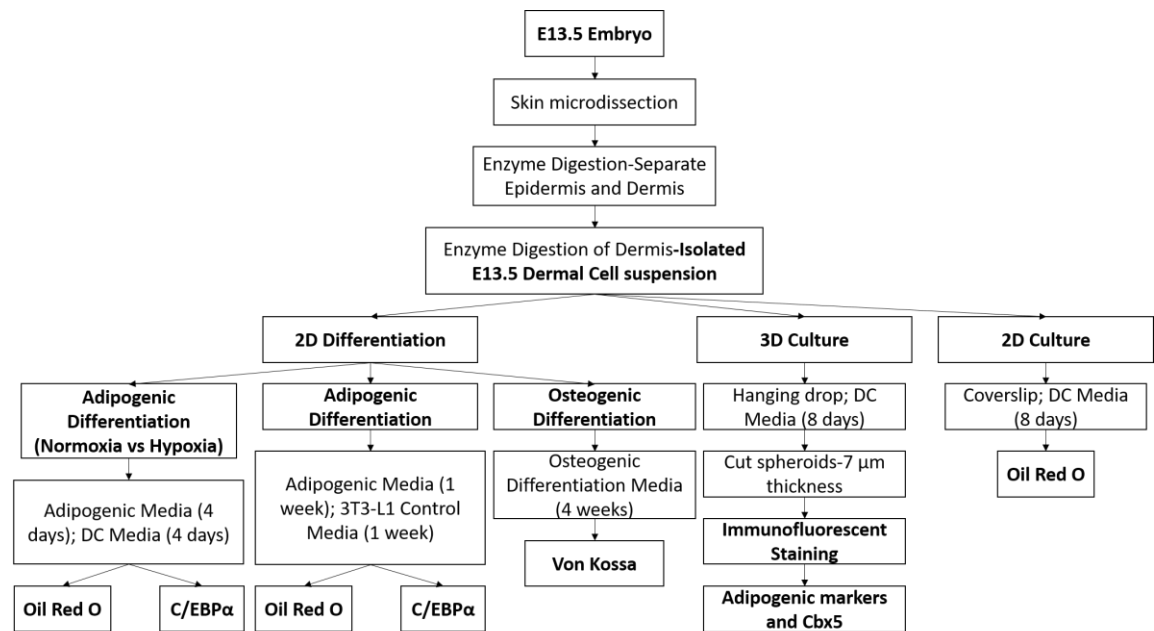 E13.5 Embryo
Skin microdissection
Enzyme Digestion-Separate
Epidermis and Dermis
Enzyme Digestion of Dermis-Isolated
E13.5 Dermal Cell suspension
2D Differentiation
3D Culture
2D Culture
Adipogenic
Differentiation
(Normoxia vs Hypoxia)
Adipogenic
Differentiation
Osteogenic
Differentiation
Hanging drop; DC
Media (8 days)
Coverslip; DC Media
(8 days)
Adipogenic Media (4
days); DC Media (4 days)
Adipogenic Media (1
week); 3T3-L1 Control
Media (1 week)
Osteogenic
Differentiation Media
(4 weeks)
Cut spheroids-7 µm
thickness
Oil Red O
Von Kossa
Immunofluorescent
Staining
Oil Red O
C/EBPα
Oil Red O
C/EBPα
Adipogenic markers
and Cbx5